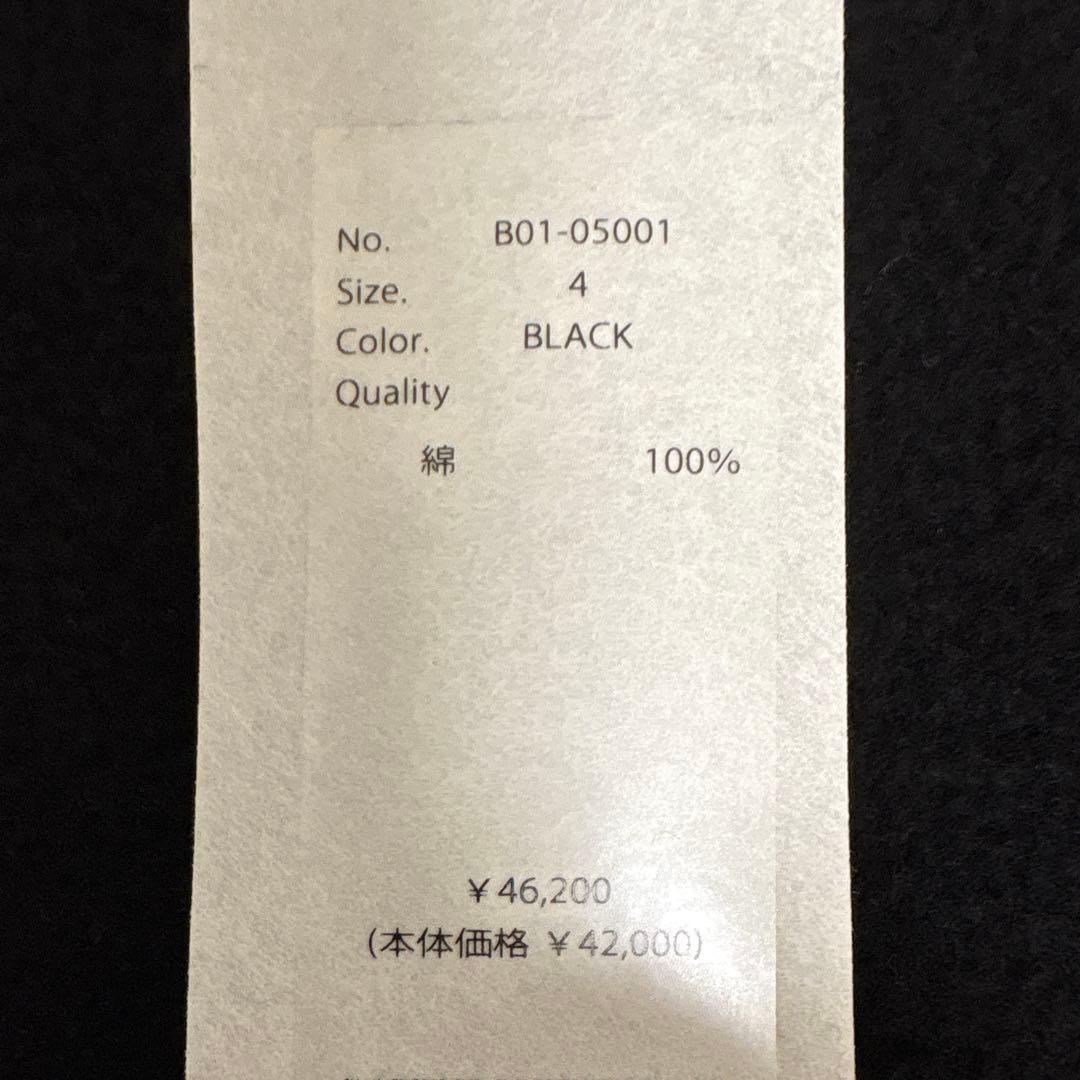 No. B01-05001
Size. 4
Color. BLACK
Quality
綿 100%
¥46,200
(本体価格 ¥42,000)